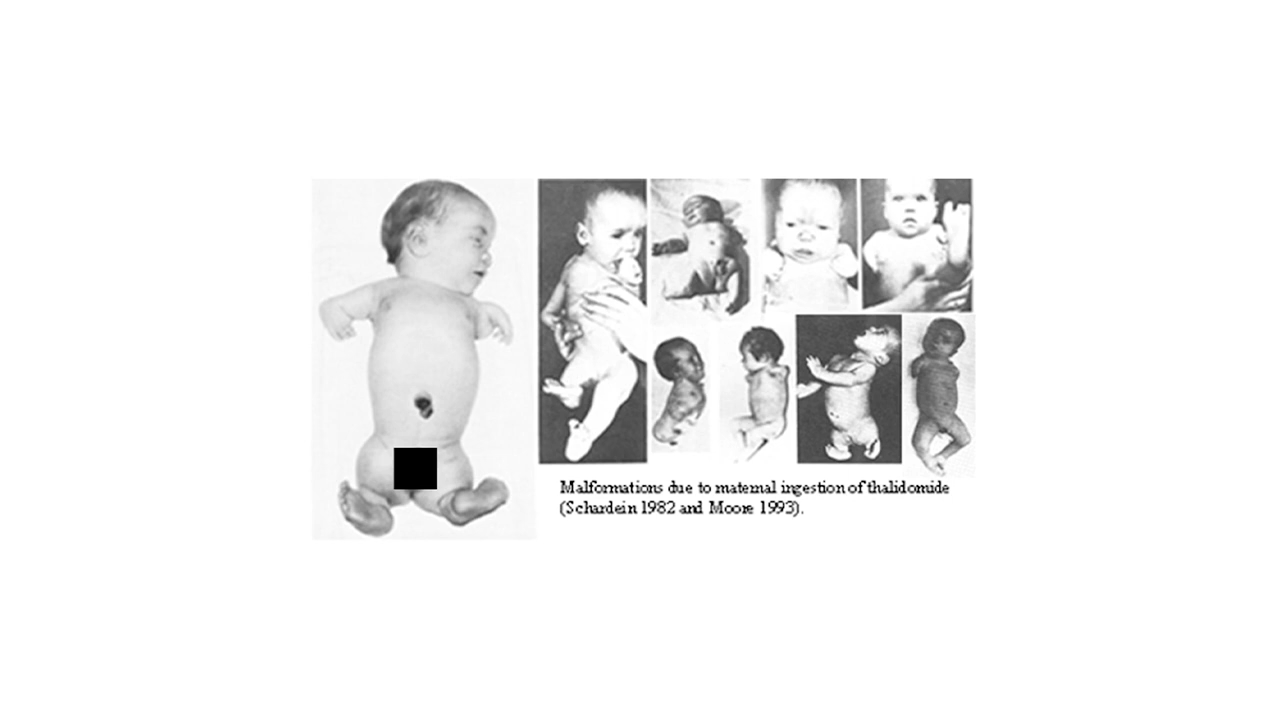 Malformations due to maternal ingestion of thalidomide
(Schardein 1982 and Moore 1993).